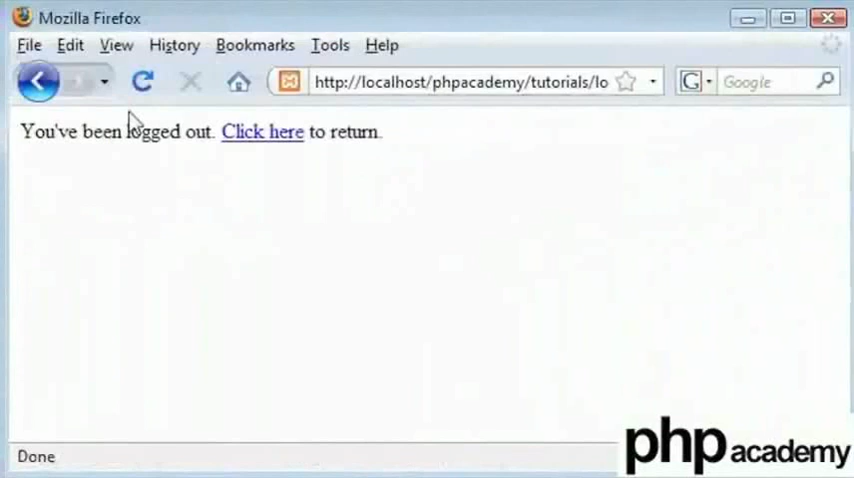 Mozilla Firefox
File Edit View History Bookmarks Tools Help
http://localhost/phpacademy/tutorials/lo G Google
You've been logged out. Click here to return.
Done
php academy